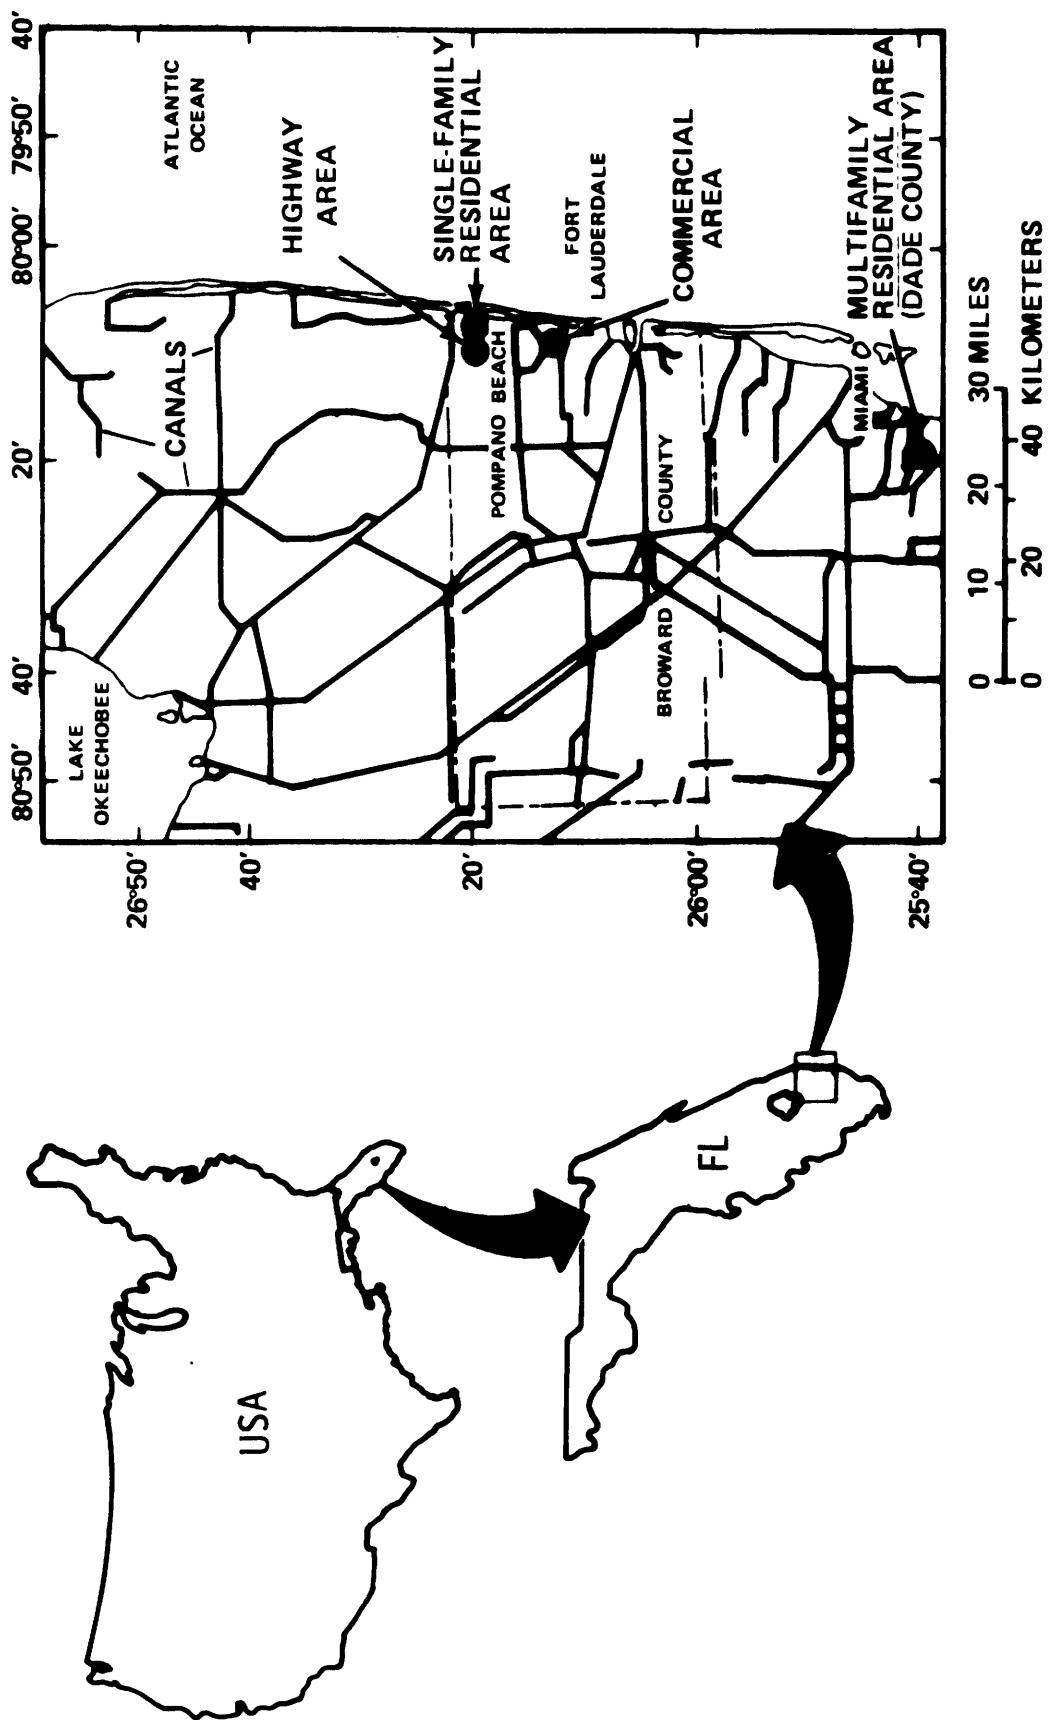 USA
FL
80°50'
40'
20'
80°00'
79°50'
40'
26°50'
40'
20'
26°00'
25°40'
LAKE
OKEECHOBEE
CANALS
ATLANTIC
OCEAN
HIGHWAY
AREA
SINGLE-FAMILY
RESIDENTIAL
AREA
POMPANO BEACH
FORT
LAUDERDALE
COMMERCIAL
AREA
BROWARD COUNTY
MIAMI
MULTIFAMILY
RESIDENTIAL AREA
(DADE COUNTY)
0 10 20 30 MILES
0 20 40 KILOMETERS